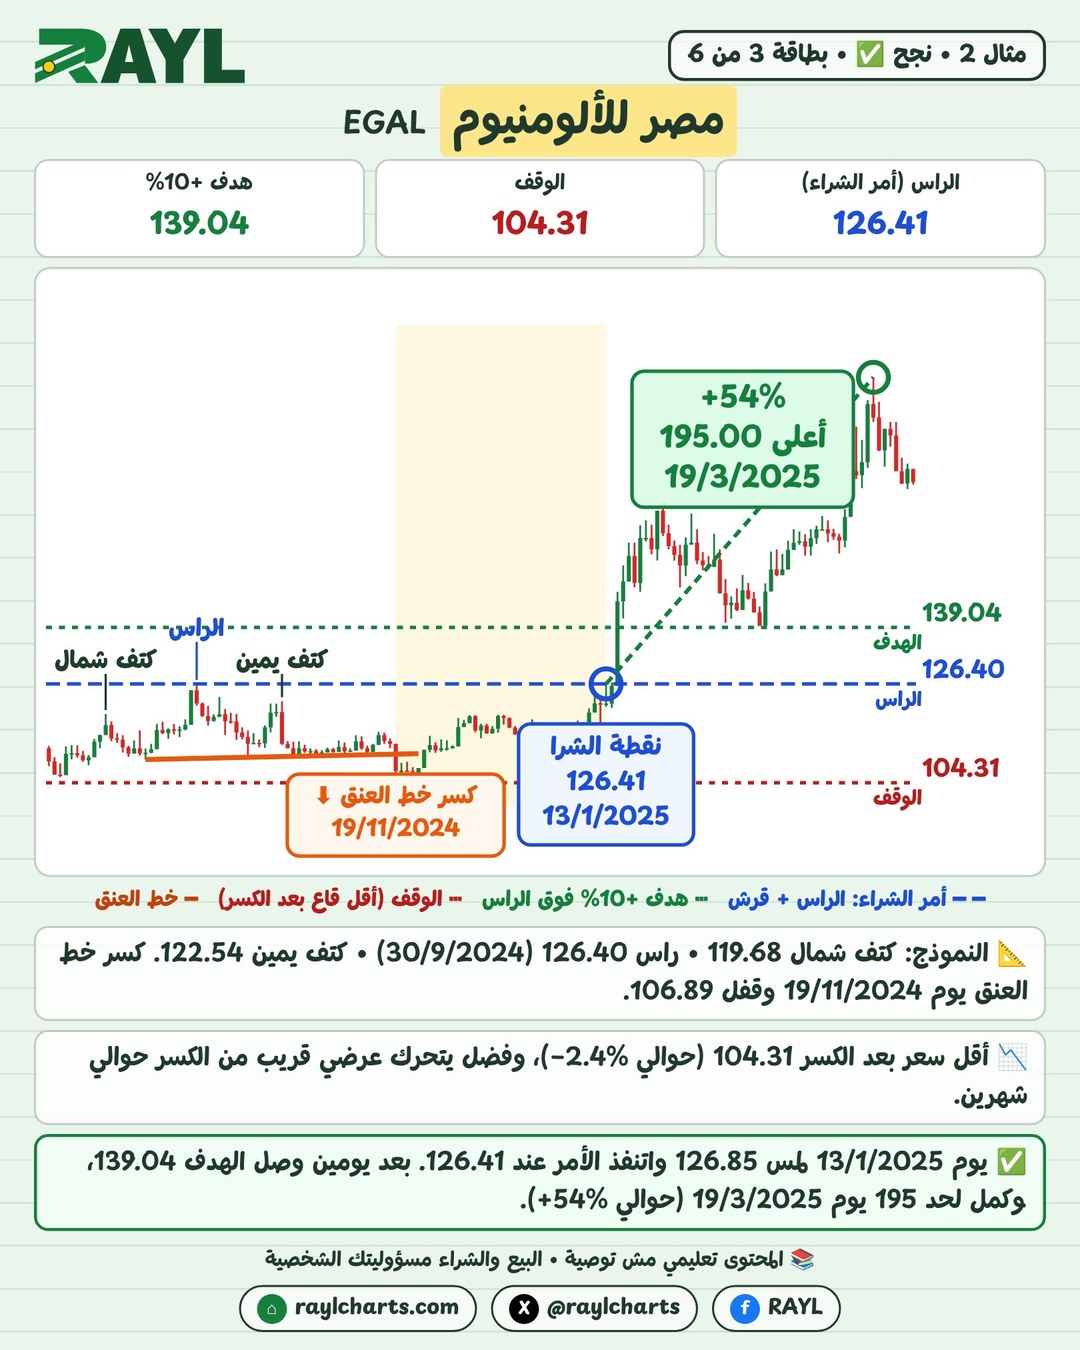 RAYL
مثال 2 • نجح ✅ • بطاقة 3 من 6
مصر للألومنيوم EGAL
الراس (أمر الشراء)
126.41
الوقف
104.31
هدف +10%
139.04
+54%
أعلى 195.00
19/3/2025
139.04
الهدف
126.40
الراس
104.31
الوقف
الراس
كتف شمال
كتف يمين
نقطة الشرا
126.41
13/1/2025
كسر خط العنق ⬇
19/11/2024
أمر الشراء: الراس + قرش
هدف +10% فوق الراس
الوقف (أقل قاع بعد الكسر)
خط العنق
📐 النموذج: كتف شمال 119.68 • راس 126.40 (30/9/2024) • كتف يمين 122.54. كسر خط
العنق يوم 19/11/2024 وقفل 106.89.
📉 أقل سعر بعد الكسر 104.31 (حوالي −2.4%)، وفضل يتحرك عرضي قريب من الكسر حوالي
شهرين.
✅ يوم 13/1/2025 لمس 126.85 واتنفذ الأمر عند 126.41. بعد يومين وصل الهدف 139.04،
وكمل لحد 195 يوم 19/3/2025 (حوالي +54%).
📚 المحتوى تعليمي مش توصية • البيع والشراء مسؤوليتك الشخصية
raylcharts.com
@raylcharts
RAYL